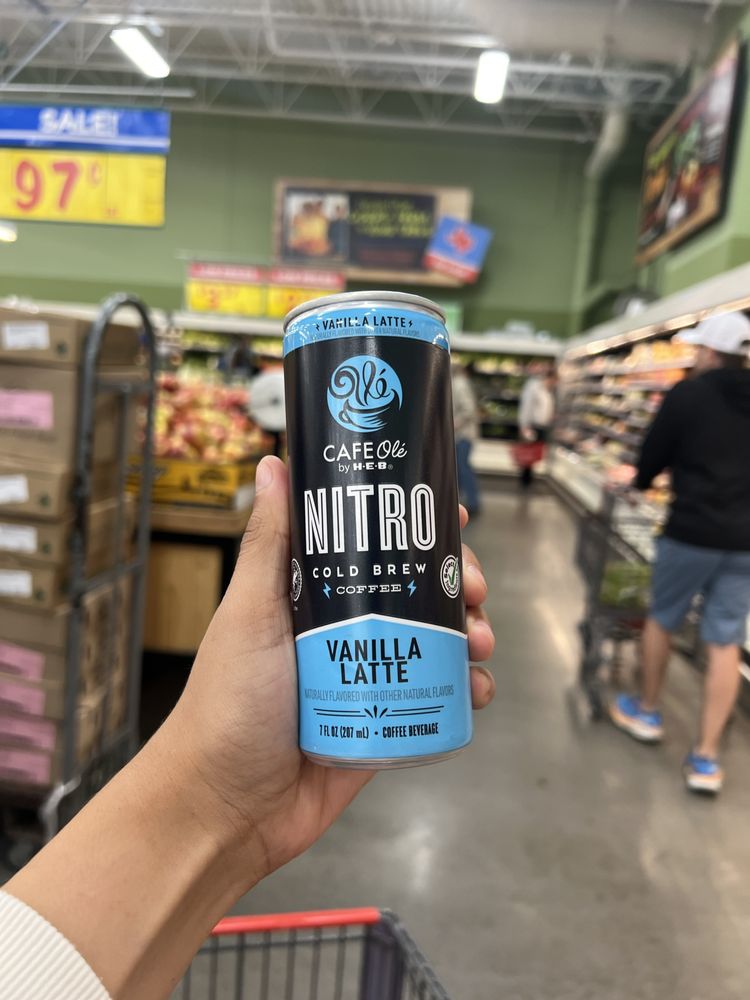 SALE!
97¢
VANILLA LATTE
Olé
CAFE Olé
by H-E-B®
NITRO
COLD BREW
COFFEE
VANILLA
LATTE
NATURALLY FLAVORED WITH OTHER NATURAL FLAVORS
7 FL OZ (207 mL) • COFFEE BEVERAGE